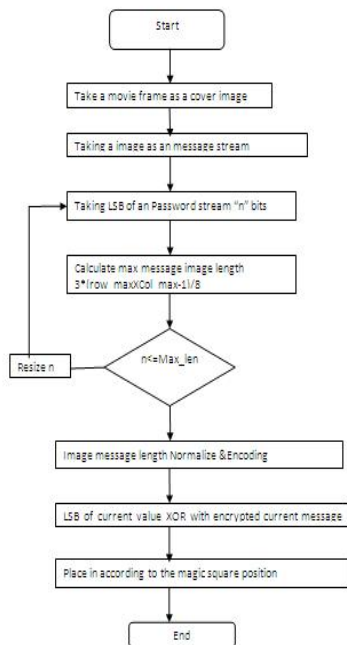 Start
Take a movie frame as a cover image
Taking a image as an message stream
Taking LSB of an Password stream "n" bits
Calculate max message image length
3*(row_maxXCol_max-1)/8
n<=Max_len
Resize n
Image message length Normalize &Encoding
LSB of current value XOR with encrypted current message
Place in according to the magic square position
End